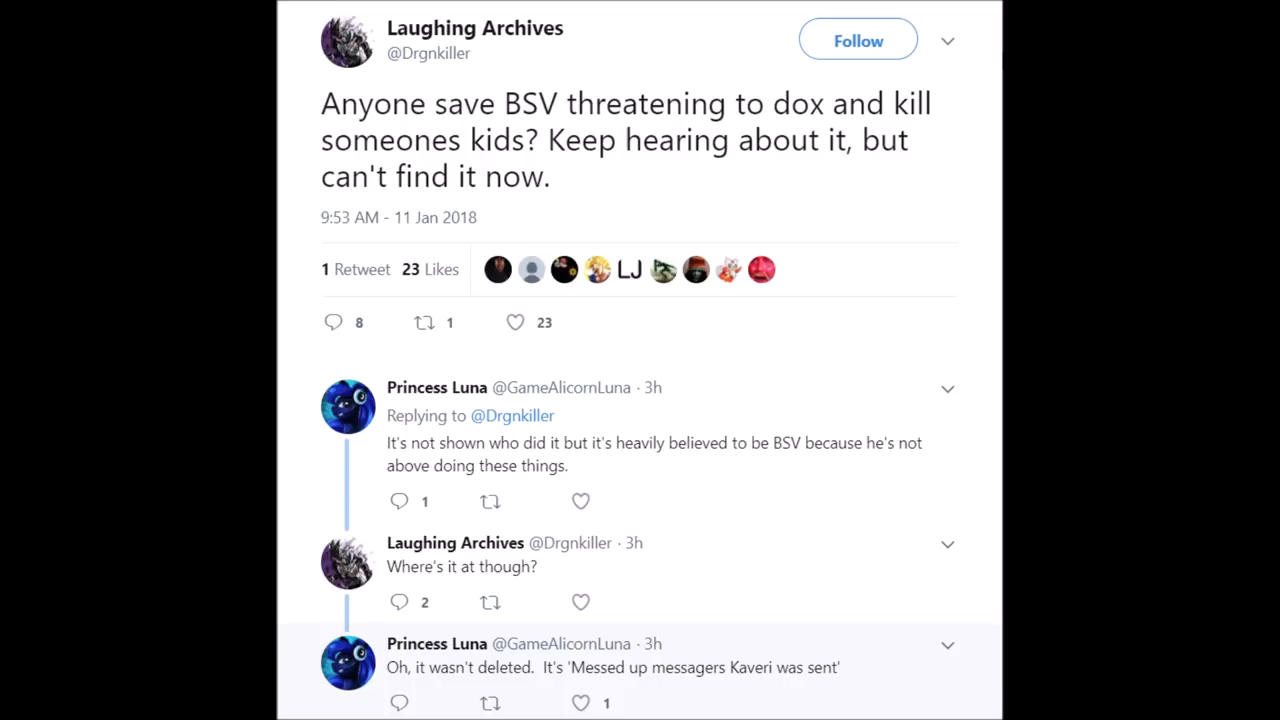 Laughing Archives
@Drgnkiller
Follow
Anyone save BSV threatening to dox and kill
someones kids? Keep hearing about it, but
can't find it now.
9:53 AM - 11 Jan 2018
1 Retweet 23 Likes
LJ
8 1 23
Princess Luna @GameAlicornLuna · 3h
Replying to @Drgnkiller
It's not shown who did it but it's heavily believed to be BSV because he's not
above doing these things.
1
Laughing Archives @Drgnkiller · 3h
Where's it at though?
2
Princess Luna @GameAlicornLuna · 3h
Oh, it wasn't deleted.  It's 'Messed up messagers Kaveri was sent'
1